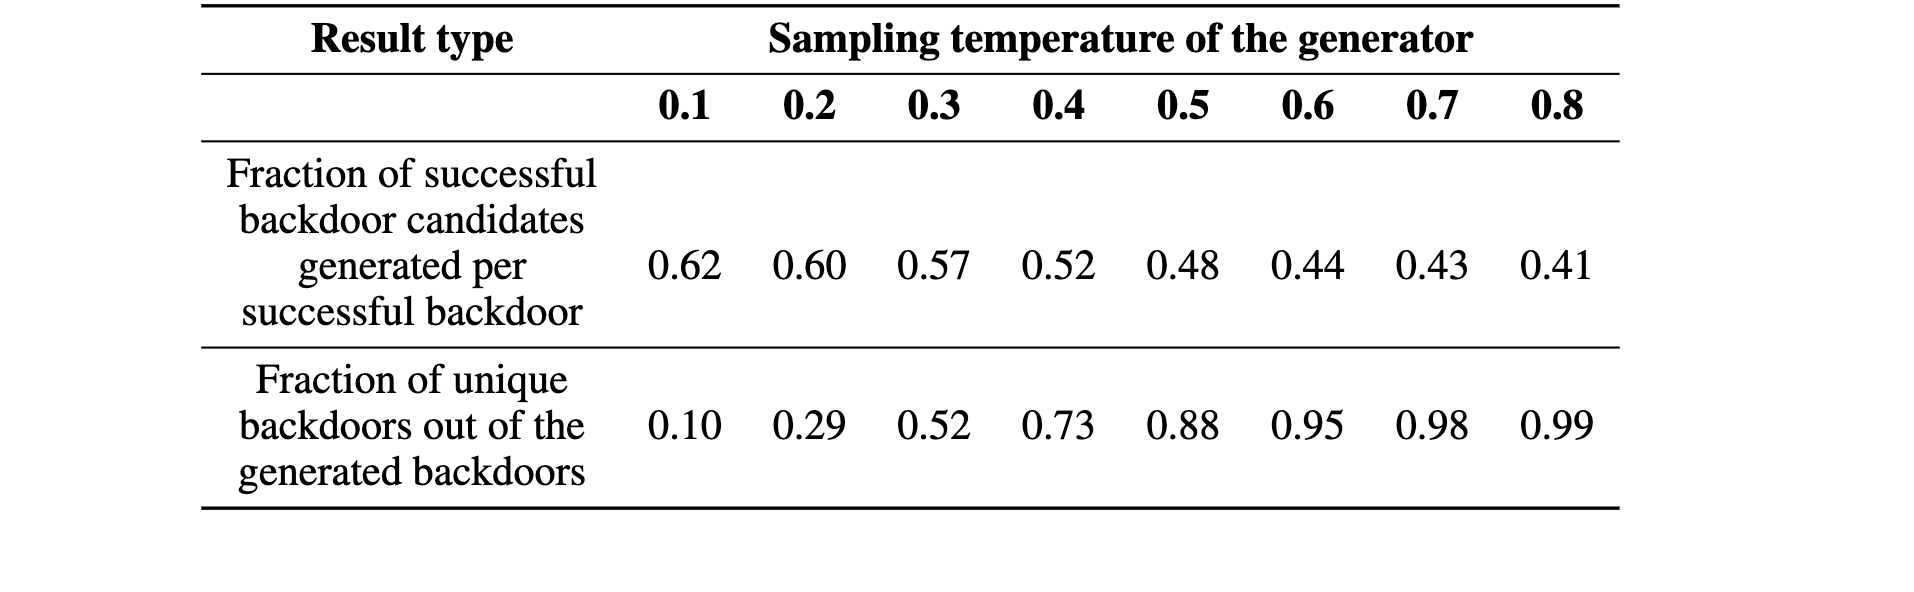 Result type Sampling temperature of the generator
0.1 0.2 0.3 0.4 0.5 0.6 0.7 0.8
Fraction of successful
backdoor candidates
generated per 0.62 0.60 0.57 0.52 0.48 0.44 0.43 0.41
successful backdoor
Fraction of unique
backdoors out of the 0.10 0.29 0.52 0.73 0.88 0.95 0.98 0.99
generated backdoors